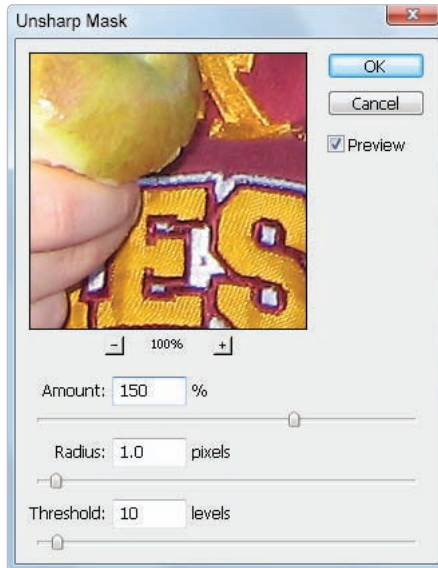 Unsharp Mask
OK
Cancel
Preview
ES
100%
Amount: 150 %
Radius: 1.0 pixels
Threshold: 10 levels